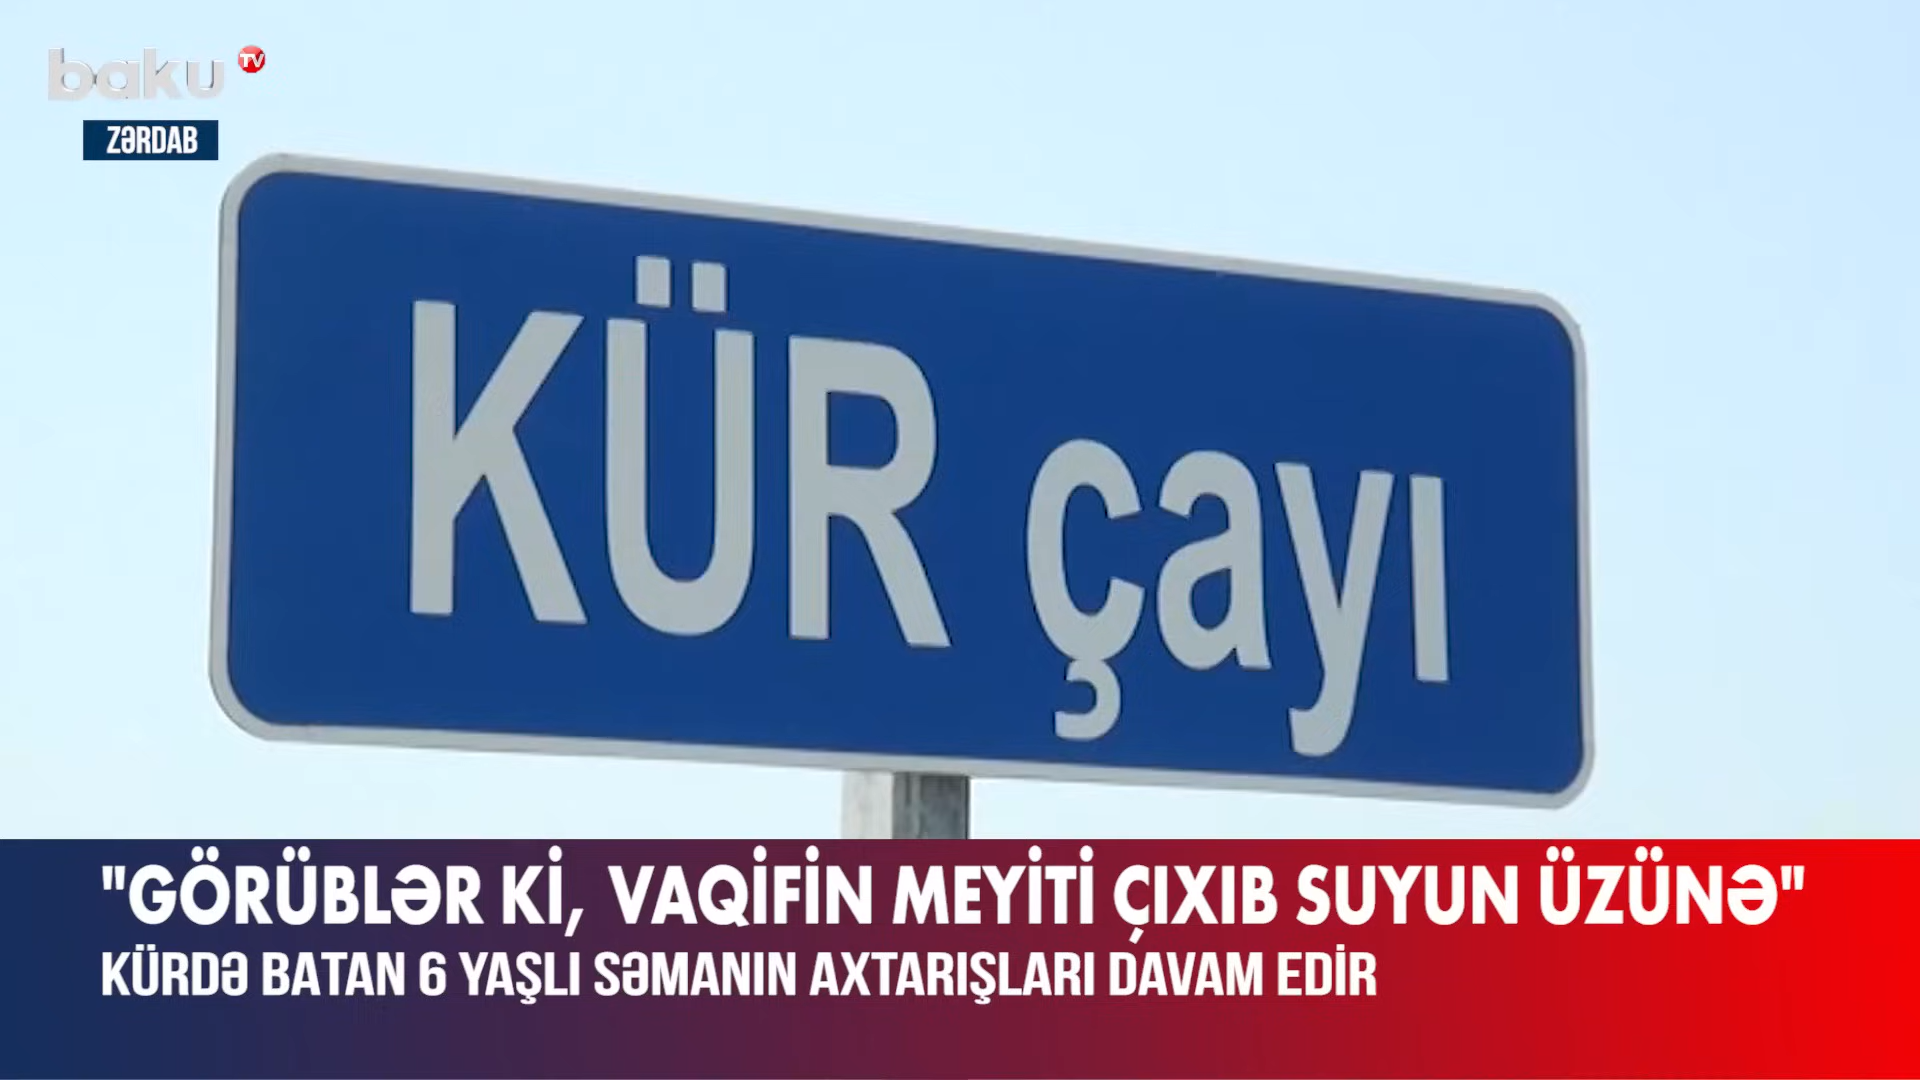 baku TV
ZƏRDAB
KÜR çayı
"GÖRÜBLƏR Kİ, VAQİFİN MEYİTİ ÇIXIB SUYUN ÜZÜNƏ"
KÜRDƏ BATAN 6 YAŞLI SƏMANIN AXTARIŞLARI DAVAM EDİR